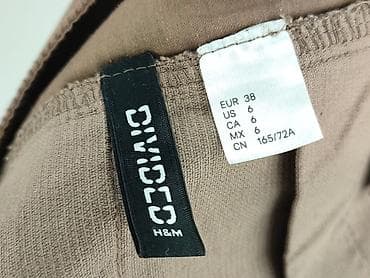 DIVIDED
H&M
EUR 38
US 6
CA 6
MX 6
CN 165/72A